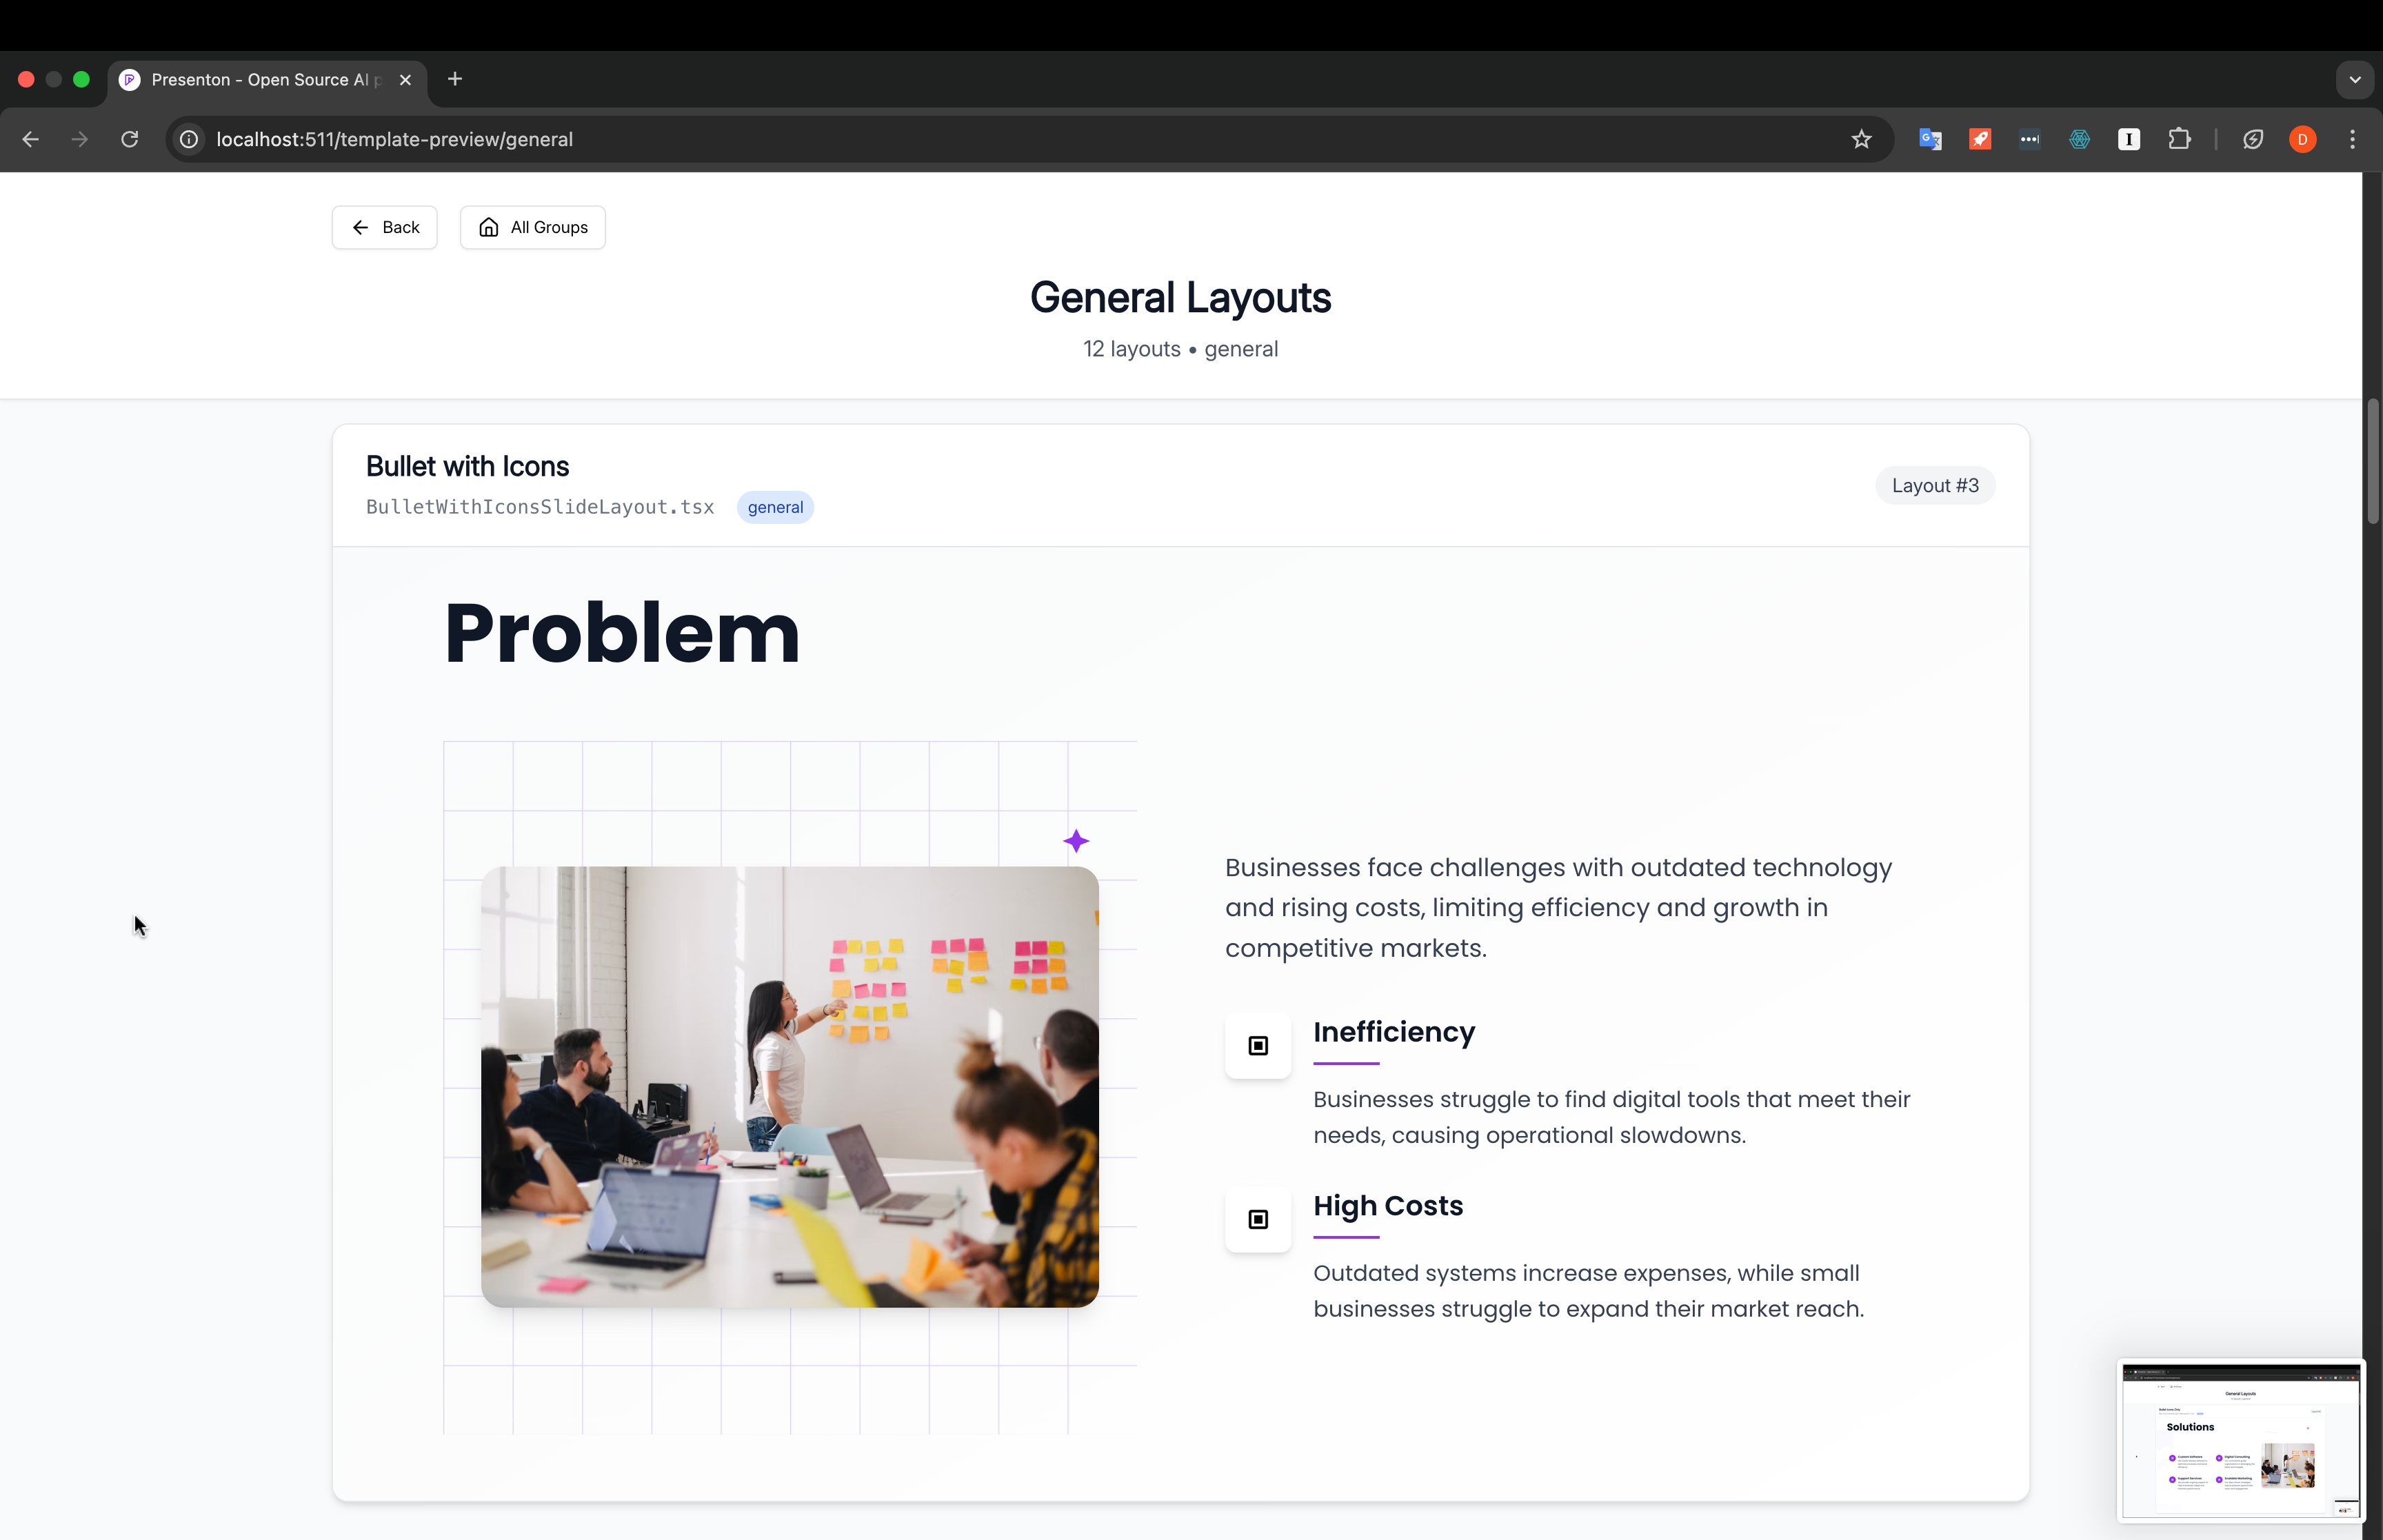 Presenton - Open Source AI p
localhost:511/template-preview/general
D
Back
All Groups
General Layouts
12 layouts • general
Bullet with Icons
BulletWithIconsSlideLayout.tsx general
Layout #3
Problem
Businesses face challenges with outdated technology
and rising costs, limiting efficiency and growth in
competitive markets.
Inefficiency
Businesses struggle to find digital tools that meet their
needs, causing operational slowdowns.
High Costs
Outdated systems increase expenses, while small
businesses struggle to expand their market reach.
General Layouts
Solutions